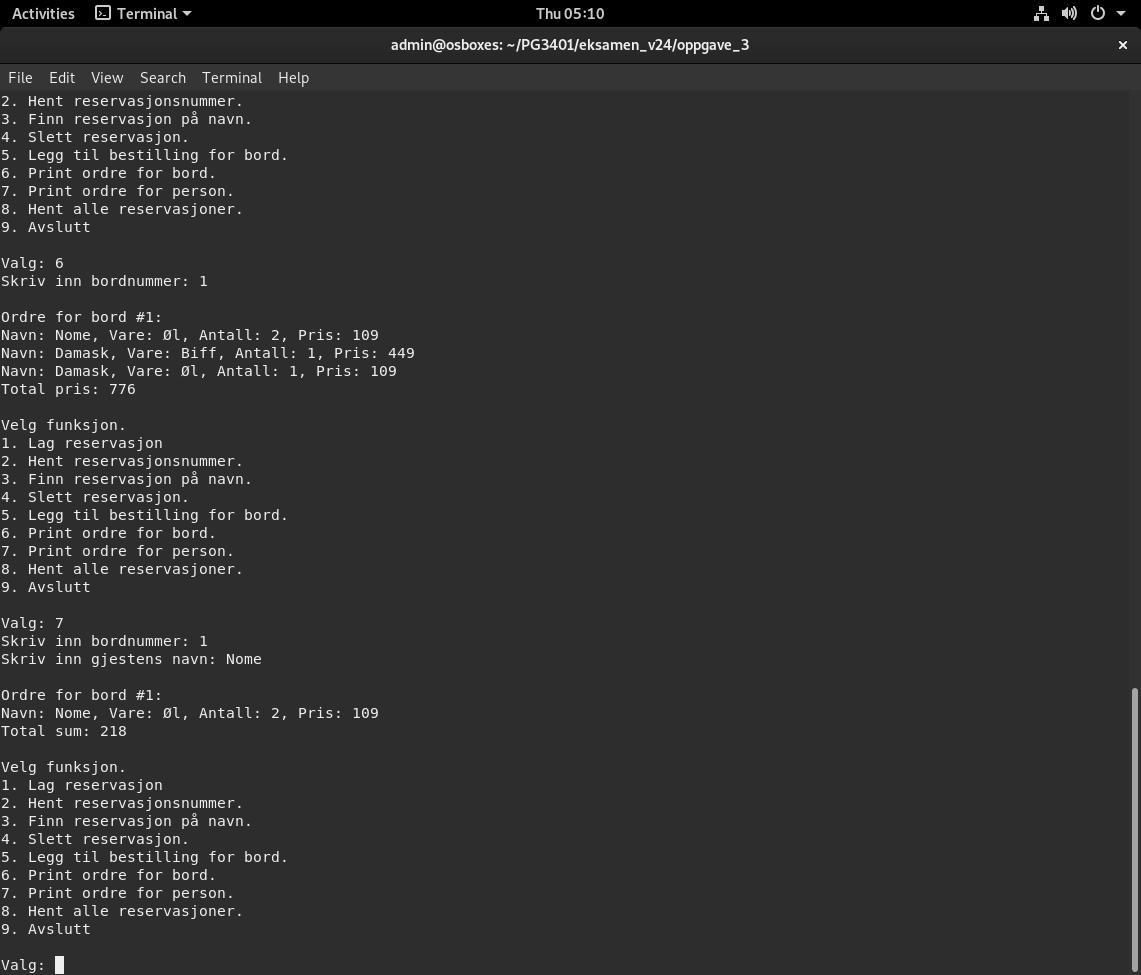 Activities Terminal Thu 05:10
admin@osboxes: ~/PG3401/eksamen_v24/oppgave_3
File Edit View Search Terminal Help
2. Hent reservasjonsnummer.
3. Finn reservasjon på navn.
4. Slett reservasjon.
5. Legg til bestilling for bord.
6. Print ordre for bord.
7. Print ordre for person.
8. Hent alle reservasjoner.
9. Avslutt
Valg: 6
Skriv inn bordnummer: 1
Ordre for bord #1:
Navn: Nome, Vare: Øl, Antall: 2, Pris: 109
Navn: Damask, Vare: Biff, Antall: 1, Pris: 449
Navn: Damask, Vare: Øl, Antall: 1, Pris: 109
Total pris: 776
Velg funksjon.
1. Lag reservasjon
2. Hent reservasjonsnummer.
3. Finn reservasjon på navn.
4. Slett reservasjon.
5. Legg til bestilling for bord.
6. Print ordre for bord.
7. Print ordre for person.
8. Hent alle reservasjoner.
9. Avslutt
Valg: 7
Skriv inn bordnummer: 1
Skriv inn gjestens navn: Nome
Ordre for bord #1:
Navn: Nome, Vare: Øl, Antall: 2, Pris: 109
Total sum: 218
Velg funksjon.
1. Lag reservasjon
2. Hent reservasjonsnummer.
3. Finn reservasjon på navn.
4. Slett reservasjon.
5. Legg til bestilling for bord.
6. Print ordre for bord.
7. Print ordre for person.
8. Hent alle reservasjoner.
9. Avslutt
Valg: